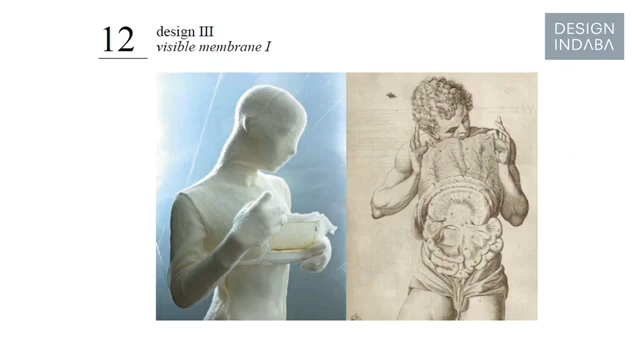 12
design III
visible membrane I
DESIGN
INDABA